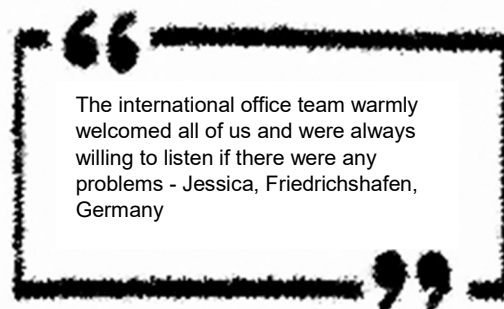 The international office team warmly
welcomed all of us and were always
willing to listen if there were any
problems - Jessica, Friedrichshafen,
Germany